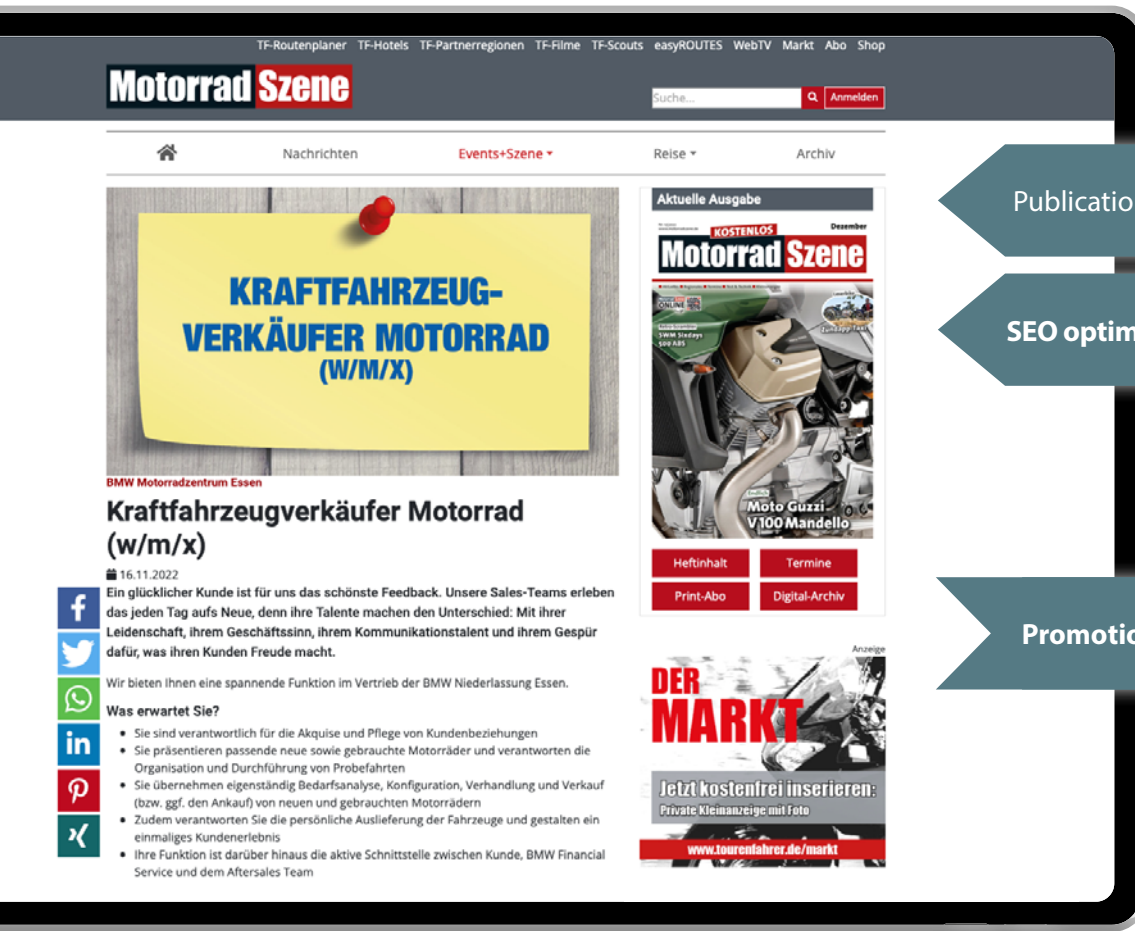 TF-Routenplaner TF-Hotels TF-Partnerregionen TF-Filme TF-Scouts easyROUTES WebTV Markt Abo Shop
Motorrad Szene
Suche...
Anmelden
Nachrichten
Events+Szene
Reise
Archiv
KRAFTFAHRZEUG-
VERKÄUFER MOTORRAD
(W/M/X)
BMW Motorradzentrum Essen
Kraftfahrzeugverkäufer Motorrad
(w/m/x)
16.11.2022
Ein glücklicher Kunde ist für uns das schönste Feedback. Unsere Sales-Teams erleben
das jeden Tag aufs Neue, denn ihre Talente machen den Unterschied: Mit ihrer
Leidenschaft, ihrem Geschäftssinn, ihrem Kommunikationstalent und ihrem Gespür
dafür, was ihren Kunden Freude macht.
Wir bieten Ihnen eine spannende Funktion im Vertrieb der BMW Niederlassung Essen.
Was erwartet Sie?
• Sie sind verantwortlich für die Akquise und Pflege von Kundenbeziehungen
• Sie präsentieren passende neue sowie gebrauchte Motorräder und verantworten die
Organisation und Durchführung von Probefahrten
• Sie übernehmen eigenständig Bedarfsanalyse, Konfiguration, Verhandlung und Verkauf
(bzw. ggf. den Ankauf) von neuen und gebrauchten Motorrädern
• Zudem verantworten Sie die persönliche Auslieferung der Fahrzeuge und gestalten ein
einmaliges Kundenerlebnis
• Ihre Funktion ist darüber hinaus die aktive Schnittstelle zwischen Kunde, BMW Financial
Service und dem Aftersales Team
Aktuelle Ausgabe
KOSTENLOS
Dezember
Motorrad Szene
ONLINE
SWM Sixdays
500 ABS
Zündapp-Taxi
Endlich
Moto Guzzi
V100 Mandello
Heftinhalt
Termine
Print-Abo
Digital-Archiv
Anzeige
DER
MARKT
Jetzt kostenfrei inserieren:
Private Kleinanzeige mit Foto
www.tourenfahrer.de/markt
Publicatio
SEO optim
Promotio